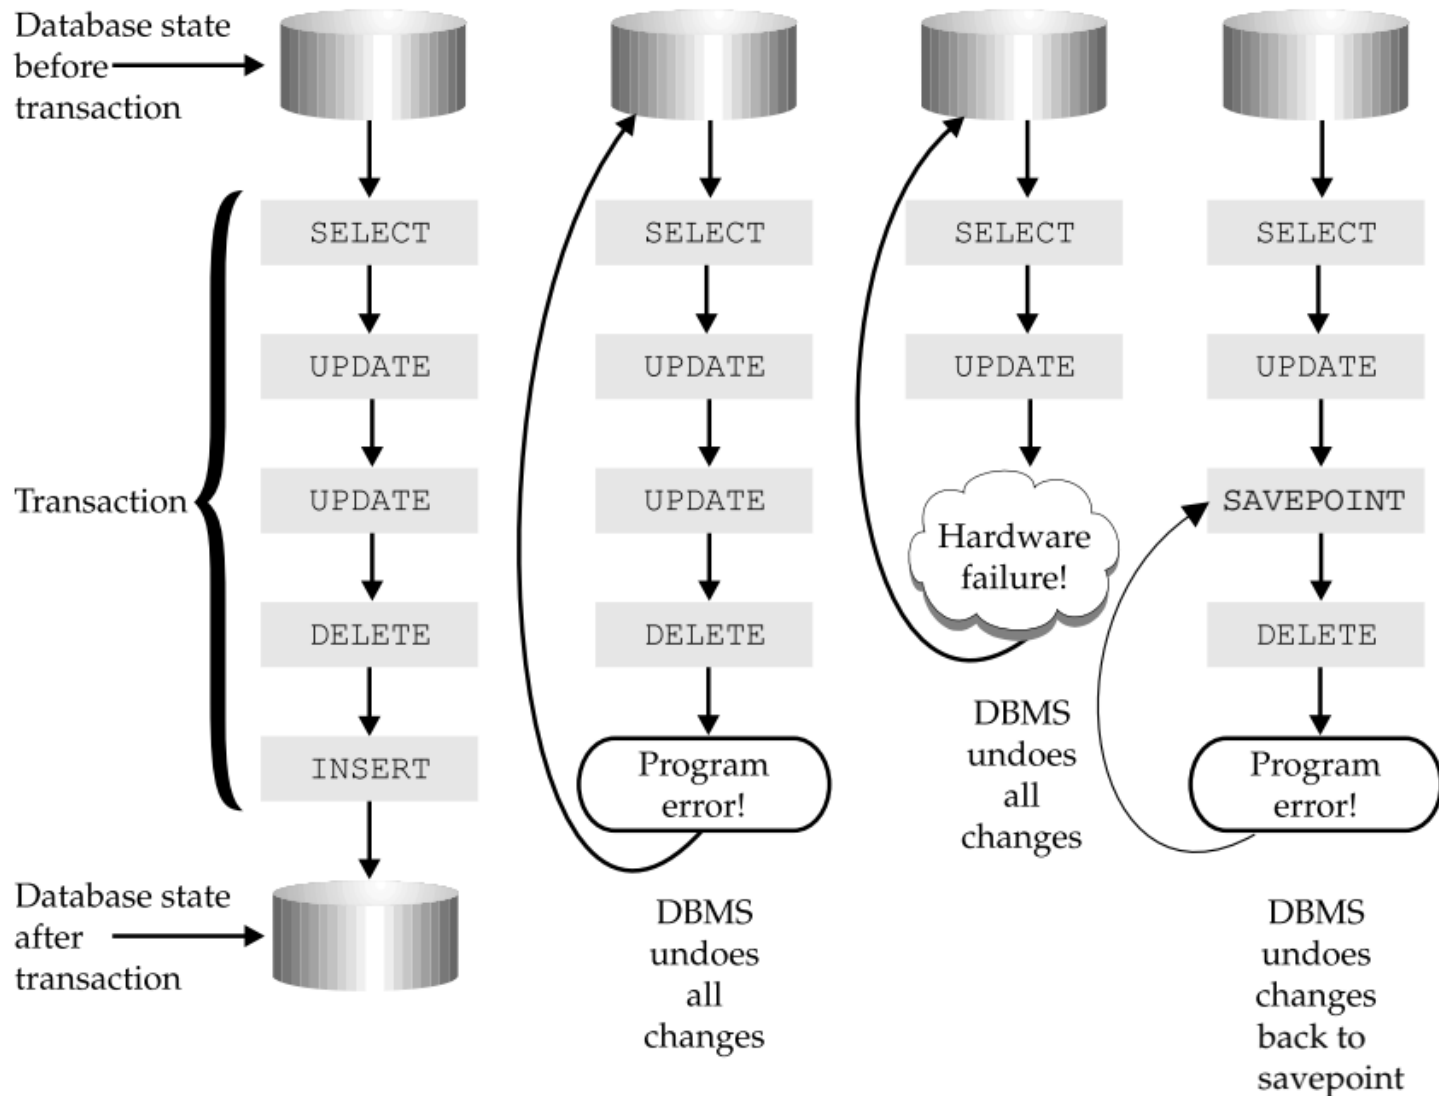 Database state
before
transaction
Transaction
SELECT
UPDATE
UPDATE
DELETE
INSERT
Database state
after
transaction
SELECT
UPDATE
UPDATE
DELETE
Program
error!
DBMS
undoes
all
changes
SELECT
UPDATE
Hardware
failure!
DBMS
undoes
all
changes
SELECT
UPDATE
SAVEPOINT
DELETE
Program
error!
DBMS
undoes
changes
back to
savepoint